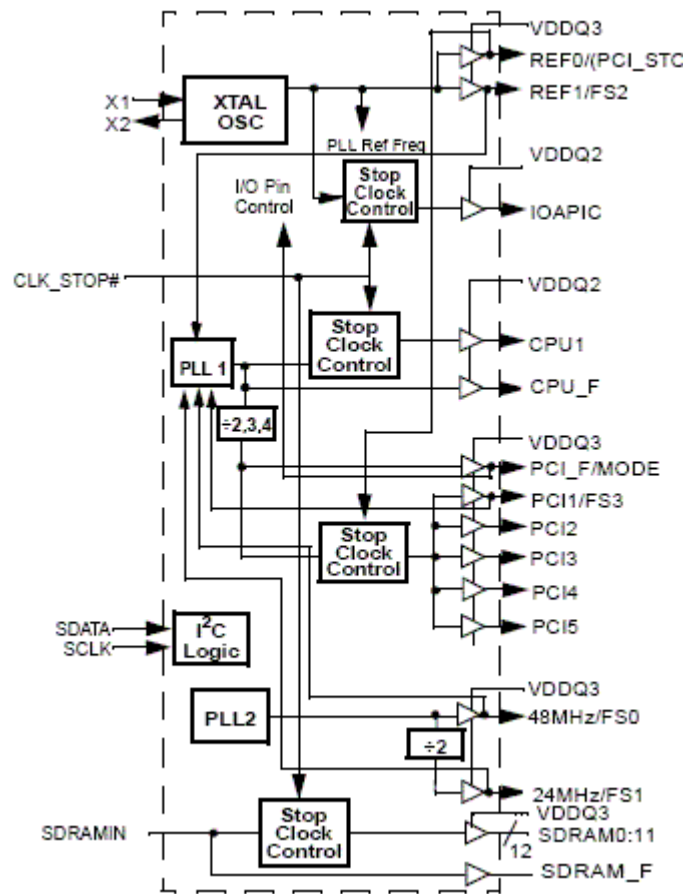 VDDQ3
REF0/(PCI_STO
X1
X2
XTAL
OSC
REF1/FS2
PLL Ref Freq
VDDQ2
I/O Pin
Control
Stop
Clock
Control
IOAPIC
CLK_STOP#
VDDQ2
Stop
Clock
Control
CPU1
PLL 1
CPU_F
÷2,3,4
VDDQ3
PCI_F/MODE
PCI1/FS3
Stop
Clock
Control
PCI2
PCI3
PCI4
PCI5
SDATA
SCLK
I²C
Logic
VDDQ3
PLL2
48MHz/FS0
÷2
24MHz/FS1
VDDQ3
SDRAMIN
Stop
Clock
Control
SDRAM0:11
12
SDRAM_F